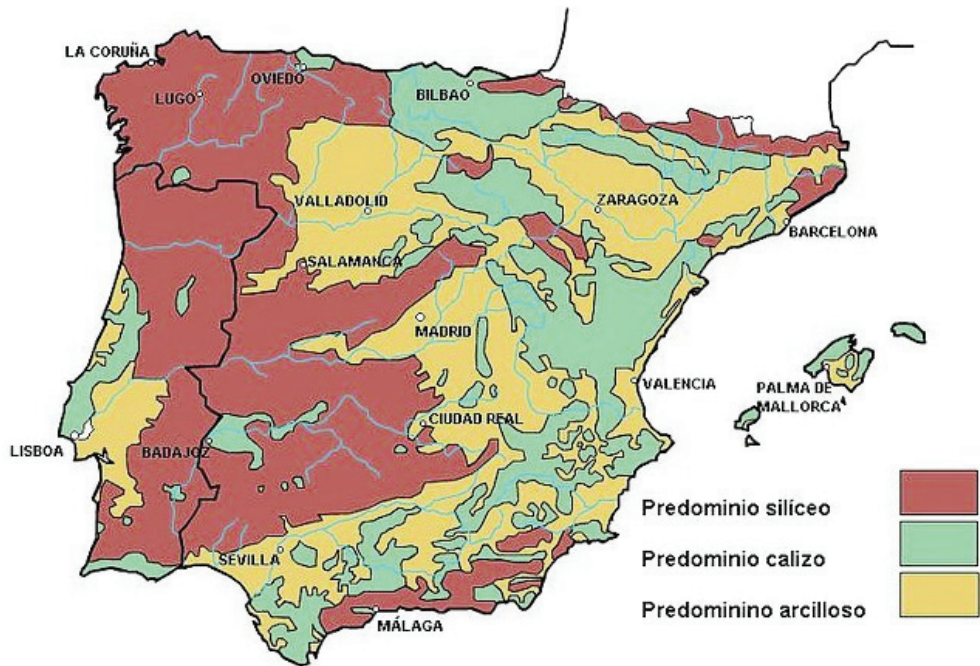 LA CORUÑA
OVIEDO
LUGO
BILBAO
VALLADOLID
ZARAGOZA
BARCELONA
SALAMANCA
MADRID
VALENCIA
PALMA DE
MALLORCA
CIUDAD REAL
LISBOA
BADAJOZ
SEVILLA
MÁLAGA
Predominio silíceo
Predominio calizo
Predominino arcilloso